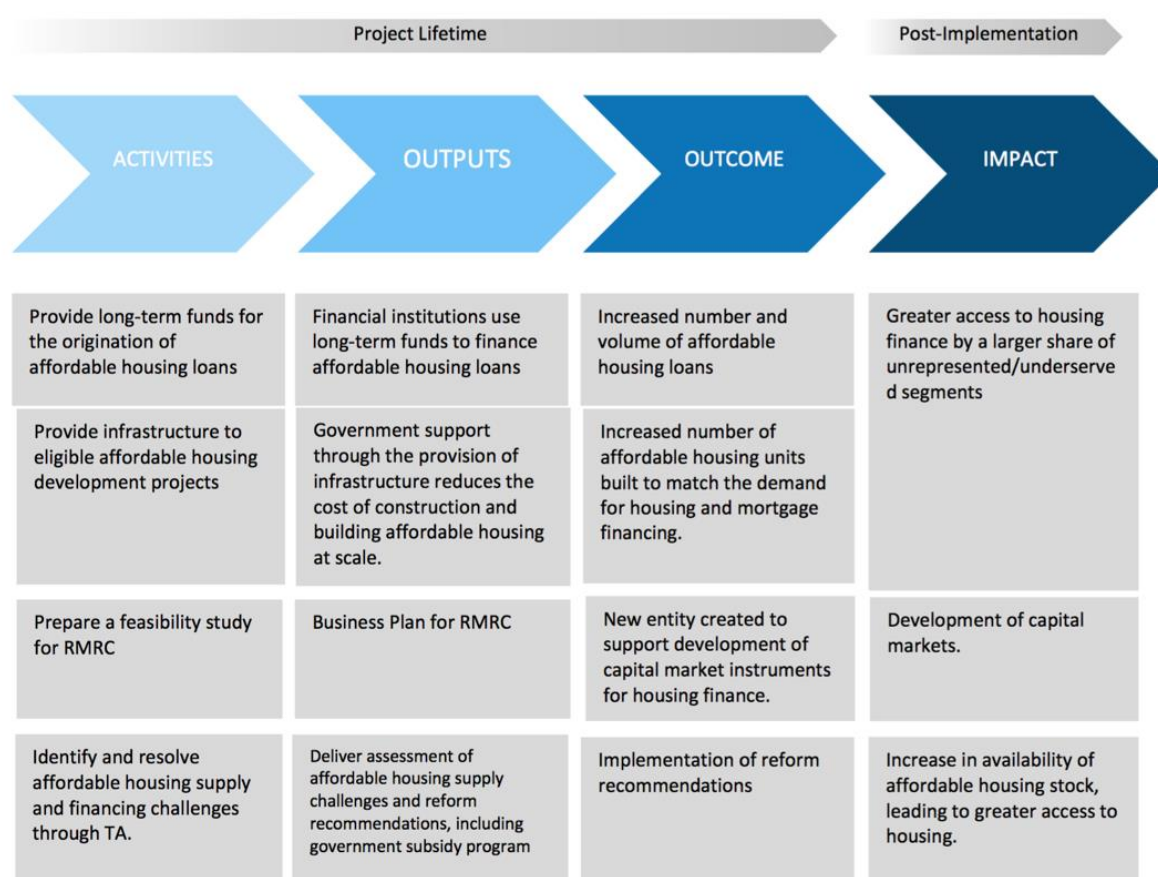 Project Lifetime
Post-Implementation
ACTIVITIES
OUTPUTS
OUTCOME
IMPACT
Provide long-term funds for
the origination of
affordable housing loans
Financial institutions use
long-term funds to finance
affordable housing loans
Increased number and
volume of affordable
housing loans
Greater access to housing
finance by a larger share of
unrepresented/underserve
d segments
Provide infrastructure to
eligible affordable housing
development projects
Government support
through the provision of
infrastructure reduces the
cost of construction and
building affordable housing
at scale.
Increased number of
affordable housing units
built to match the demand
for housing and mortgage
financing.
Prepare a feasibility study
for RMRC
Business Plan for RMRC
New entity created to
support development of
capital market instruments
for housing finance.
Development of capital
markets.
Identify and resolve
affordable housing supply
and financing challenges
through TA.
Deliver assessment of
affordable housing supply
challenges and reform
recommendations, including
government subsidy program
Implementation of reform
recommendations
Increase in availability of
affordable housing stock,
leading to greater access to
housing.